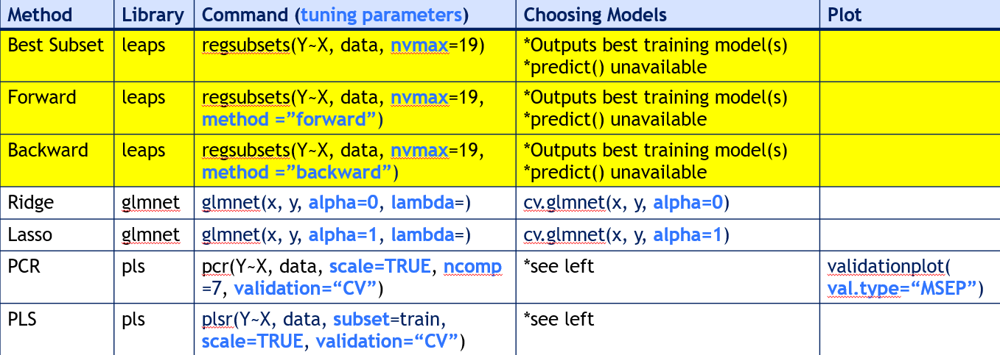 Method Library Command (tuning parameters) Choosing Models Plot
Best Subset leaps regsubsets(Y~X, data, nvmax=19) *Outputs best training model(s)
*predict() unavailable
Forward leaps regsubsets(Y~X, data, nvmax=19, *Outputs best training model(s)
method =”forward”) *predict() unavailable
Backward leaps regsubsets(Y~X, data, nvmax=19, *Outputs best training model(s)
method =”backward”) *predict() unavailable
Ridge glmnet glmnet(x, y, alpha=0, lambda=) cv.glmnet(x, y, alpha=0)
Lasso glmnet glmnet(x, y, alpha=1, lambda=) cv.glmnet(x, y, alpha=1)
PCR pls pcr(Y~X, data, scale=TRUE, ncomp *see left validationplot(
=7, validation=“CV”) val.type=“MSEP”)
PLS pls plsr(Y~X, data, subset=train, *see left
scale=TRUE, validation=“CV”)